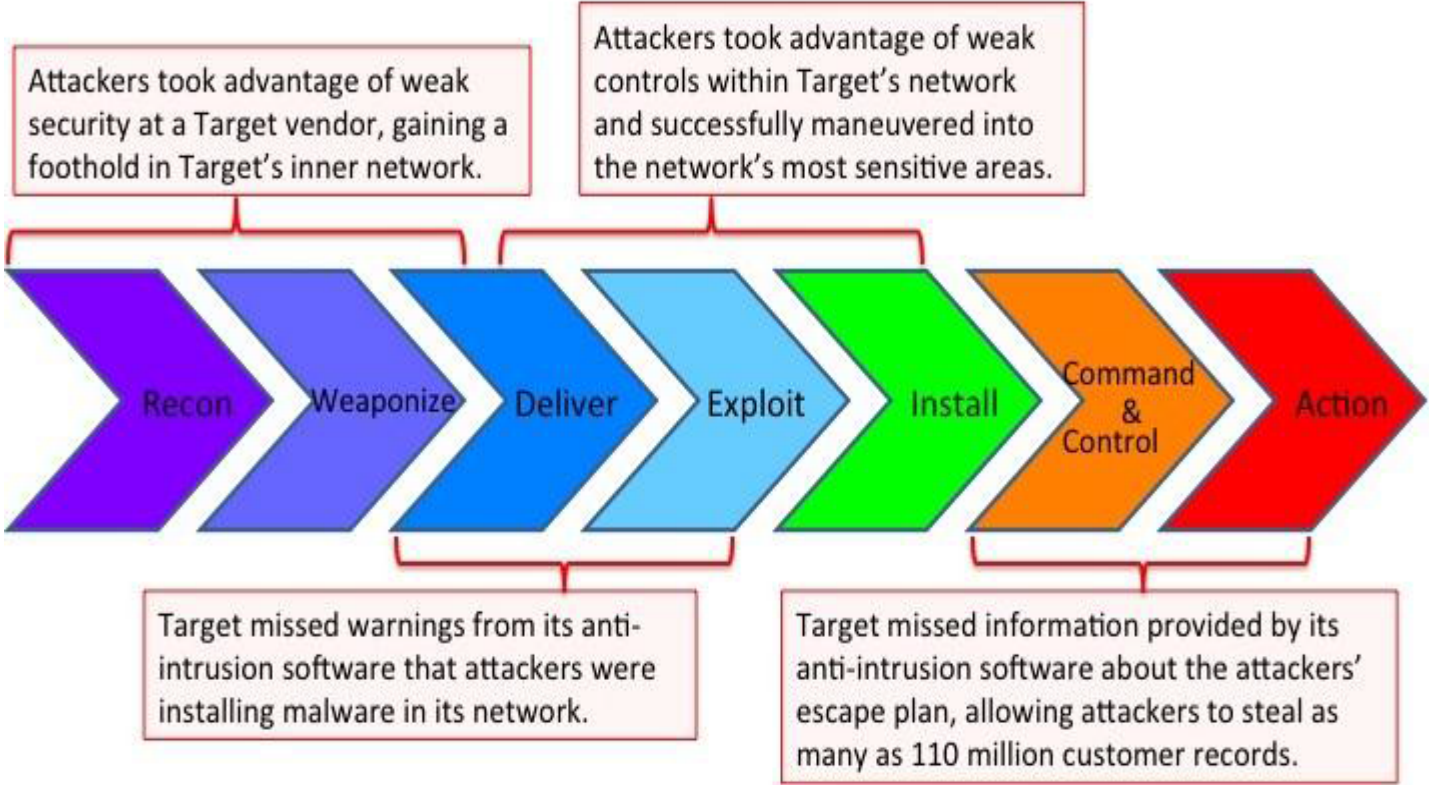 Attackers took advantage of weak
security at a Target vendor, gaining a
foothold in Target’s inner network.
Attackers took advantage of weak
controls within Target’s network
and successfully maneuvered into
the network’s most sensitive areas.
Recon
Weaponize
Deliver
Exploit
Install
Command
&
Control
Action
Target missed warnings from its anti-
intrusion software that attackers were
installing malware in its network.
Target missed information provided by its
anti-intrusion software about the attackers’
escape plan, allowing attackers to steal as
many as 110 million customer records.